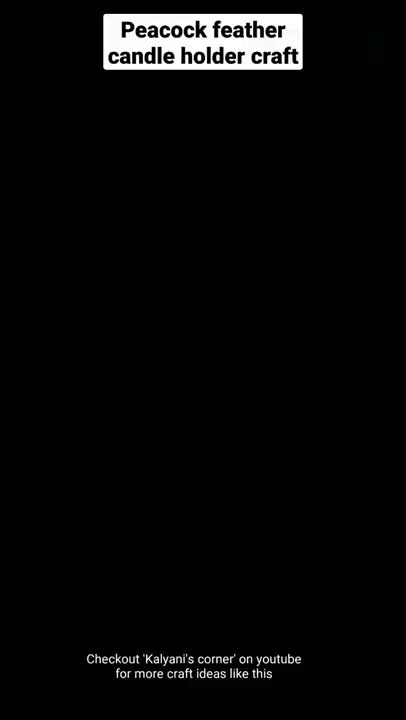 Peacock feather
candle holder craft
Checkout 'Kalyani's corner' on youtube
for more craft ideas like this